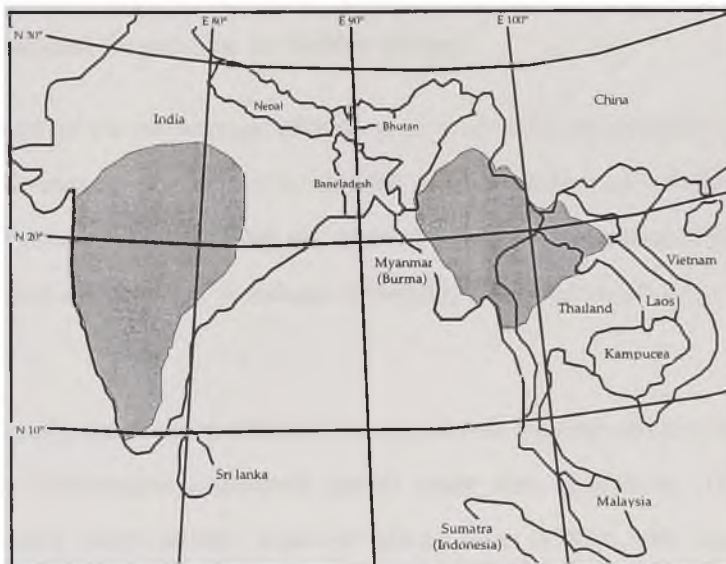 E 80°
E 90°
E 100°
N 30°
China
India
Nepal
Bhutan
Bangladesh
N 20°
Myanmar
(Burma)
Vietnam
Thailand
Laos
Kampucea
N 10°
Sri lanka
Malaysia
Sumatra
(Indonesia)